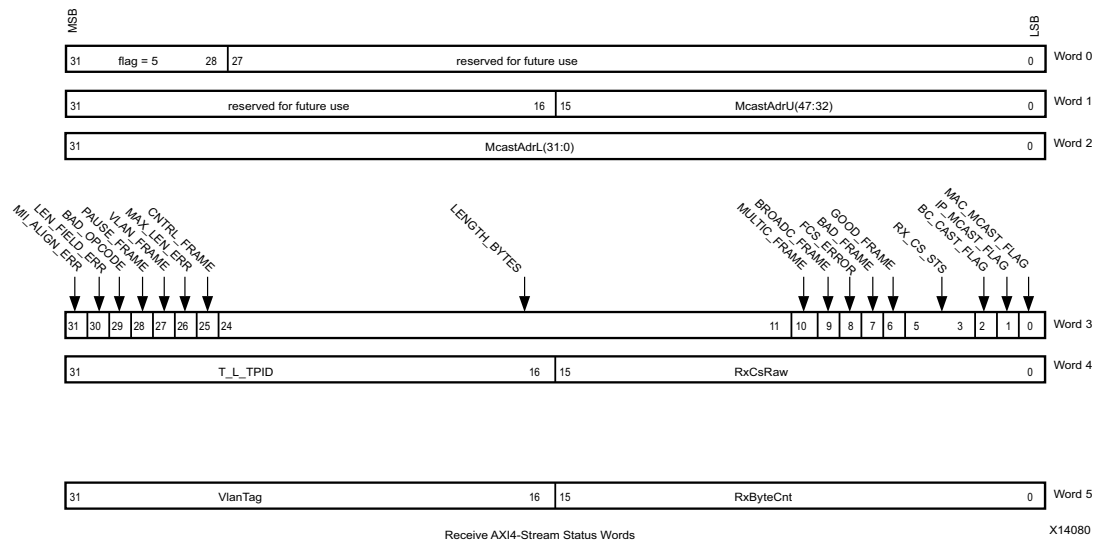 MSB
LSB
31 flag = 5 28 27 reserved for future use 0 Word 0
31 reserved for future use 16 15 McastAdrU(47:32) 0 Word 1
31 McastAdrL(31:0) 0 Word 2
MII_ALIGN_ERR
LEN_FIELD_ERR
BAD_OPCODE
PAUSE_FRAME
VLAN_FRAME
MAX_LEN_ERR
CNTRL_FRAME
LENGTH_BYTES
MULTIC_FRAME
BROADC_FRAME
FCS_ERROR
BAD_FRAME
GOOD_FRAME
RX_CS_STS
BC_CAST_FLAG
IP_MCAST_FLAG
MAC_MCAST_FLAG
31 30 29 28 27 26 25 24 11 10 9 8 7 6 5 3 2 1 0 Word 3
31 T_L_TPID 16 15 RxCsRaw 0 Word 4
31 VlanTag 16 15 RxByteCnt 0 Word 5
Receive AXI4-Stream Status Words
X14080